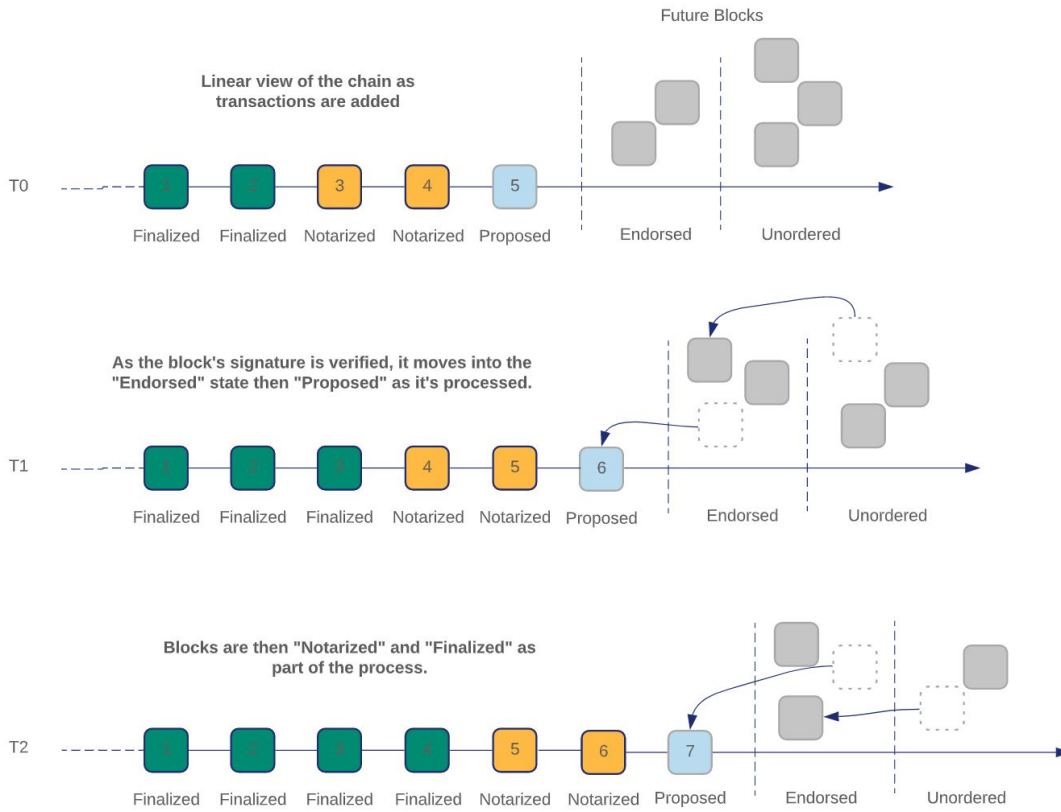 Future Blocks
Linear view of the chain as
transactions are added
T0
1 2 3 4 5
Finalized Finalized Notarized Notarized Proposed Endorsed Unordered
As the block's signature is verified, it moves into the
"Endorsed" state then "Proposed" as it's processed.
T1
2 3 4 5 6
Finalized Finalized Finalized Notarized Notarized Proposed Endorsed Unordered
Blocks are then "Notarized" and "Finalized" as
part of the process.
T2
1 2 3 4 5 6 7
Finalized Finalized Finalized Finalized Notarized Notarized Proposed Endorsed Unordered